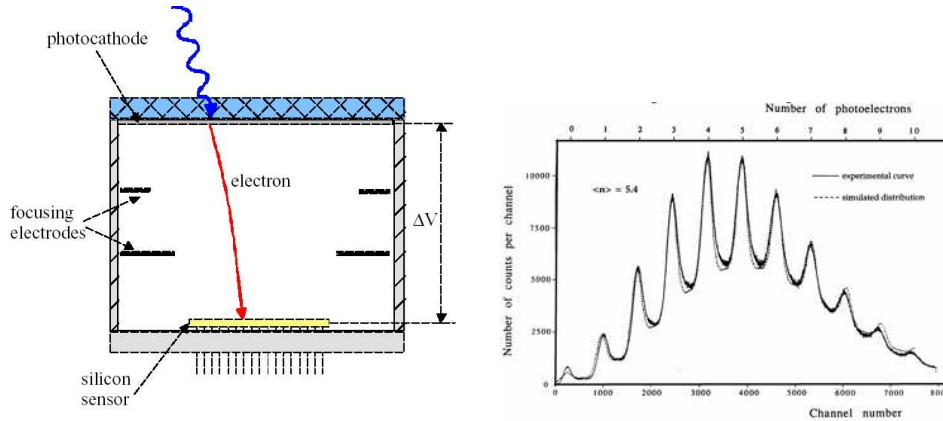 photocathode
electron
focusing
electrodes
ΔV
silicon
sensor
Number of photoelectrons
0 1 2 3 4 5 6 7 8 9 10
<n> = 5.4
experimental curve
simulated distribution
Number of counts per channel
10000
7500
5000
2500
0
0 1000 2000 3000 4000 5000 6000 7000
Channel number